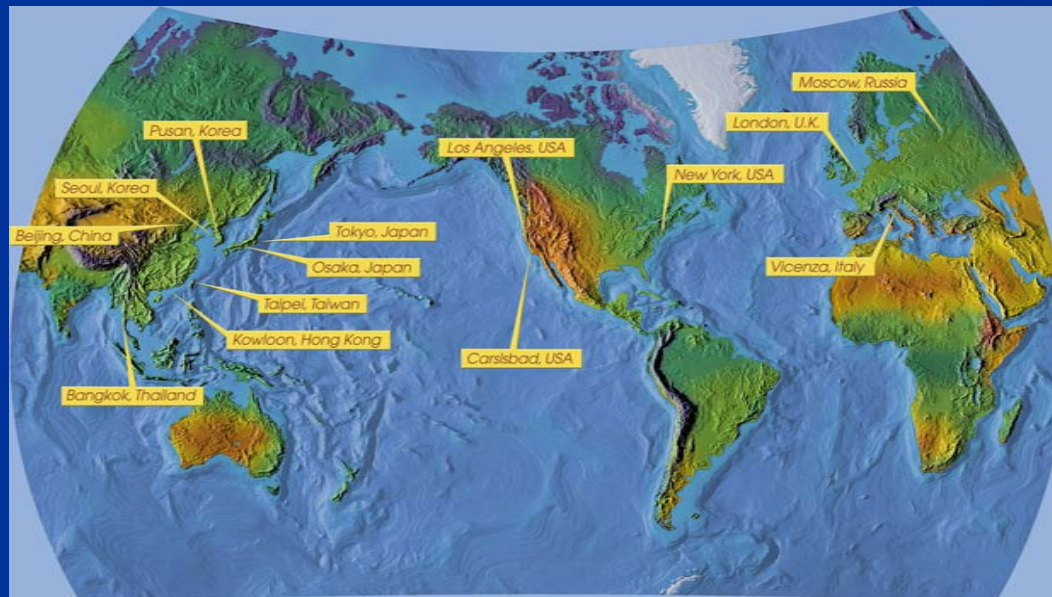 Moscow, Russia
London, U.K.
Pusan, Korea
Los Angeles, USA
New York, USA
Seoul, Korea
Beijing, China
Tokyo, Japan
Osaka, Japan
Vicenza, Italy
Taipei, Taiwan
Kowloon, Hong Kong
Carslsbad, USA
Bangkok, Thailand